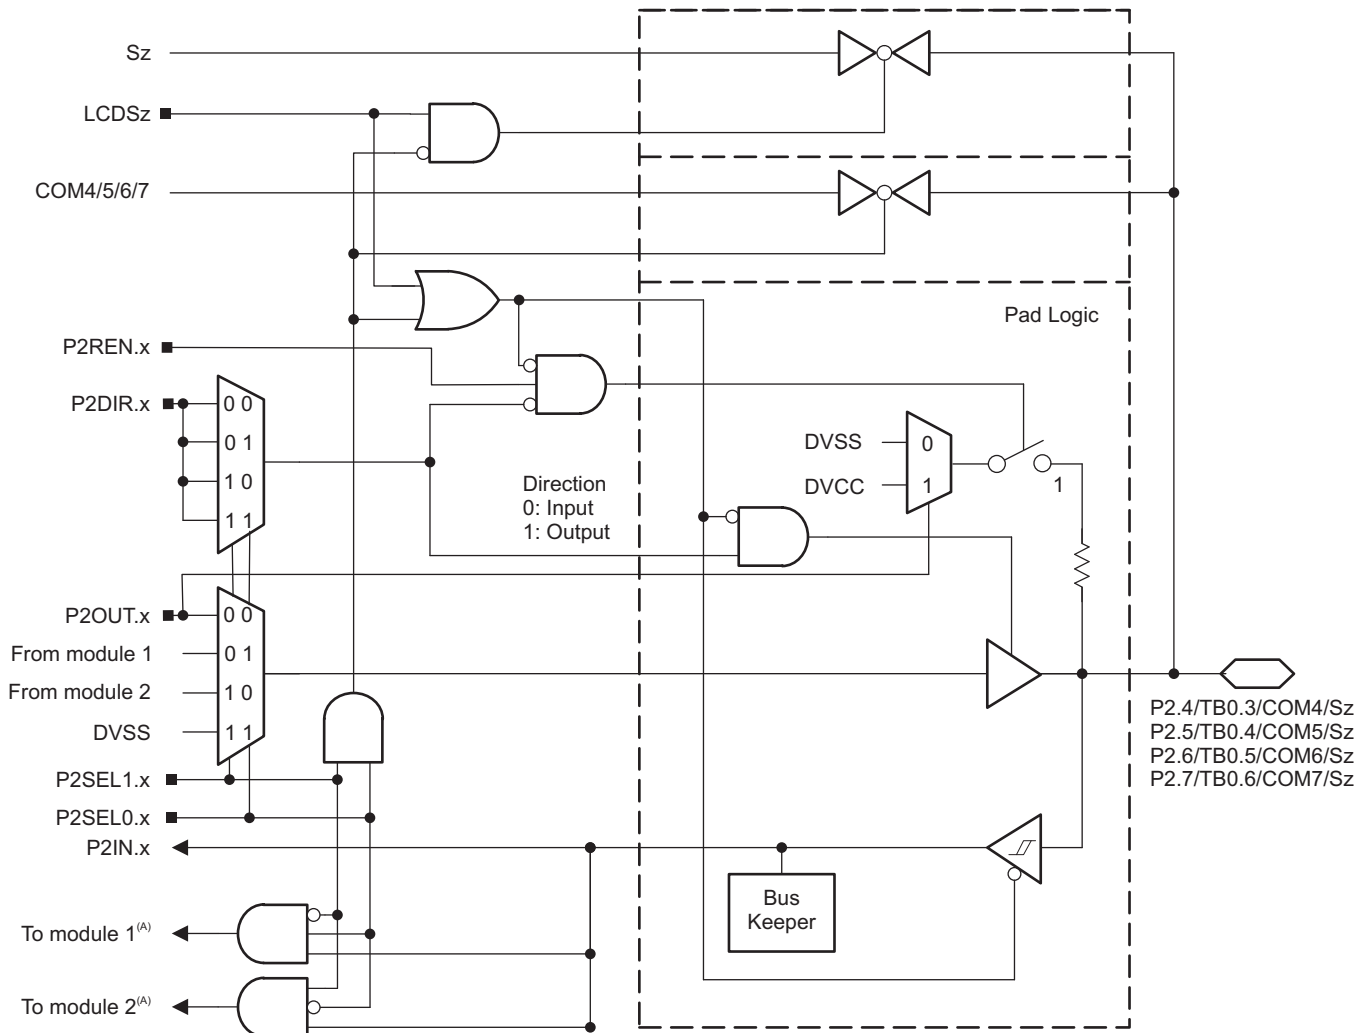 Sz
LCDSz
COM4/5/6/7
Pad Logic
P2REN.x
P2DIR.x
0 0
0 1
1 0
1 1
Direction
0: Input
1: Output
DVSS
0
DVCC
1
1
P2OUT.x
0 0
From module 1
0 1
From module 2
1 0
DVSS
1 1
P2SEL1.x
P2SEL0.x
P2IN.x
P2.4/TB0.3/COM4/Sz
P2.5/TB0.4/COM5/Sz
P2.6/TB0.5/COM6/Sz
P2.7/TB0.6/COM7/Sz
Bus
Keeper
To module 1(A)
To module 2(A)